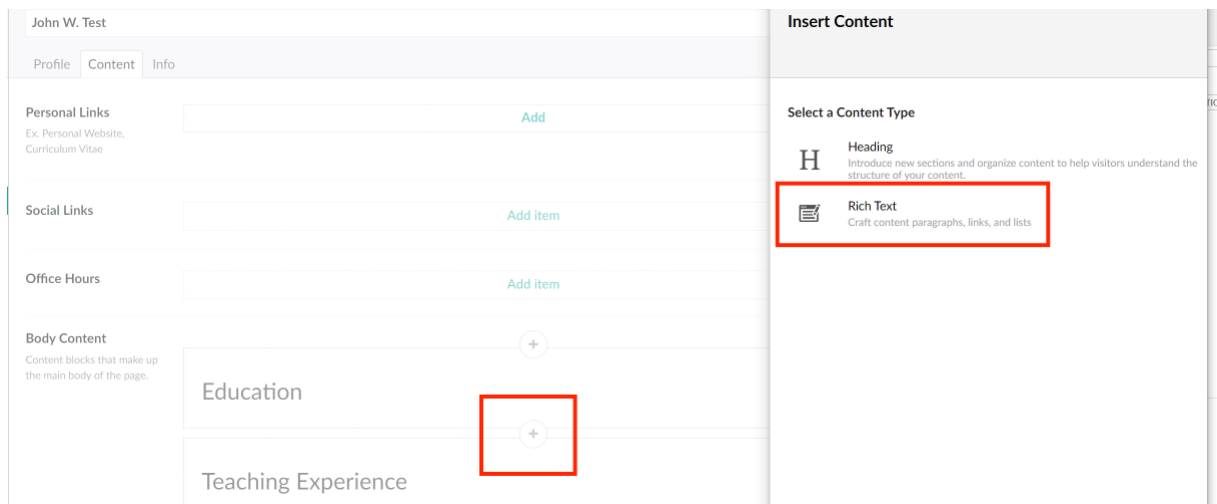 John W. Test
Profile Content Info
Personal Links
Ex. Personal Website,
Curriculum Vitae
Add
Social Links
Add item
Office Hours
Add item
Body Content
Content blocks that make up
the main body of the page.
+
Education
+
Teaching Experience
Insert Content
Select a Content Type
H
Heading
Introduce new sections and organize content to help visitors understand the
structure of your content.
Rich Text
Craft content paragraphs, links, and lists